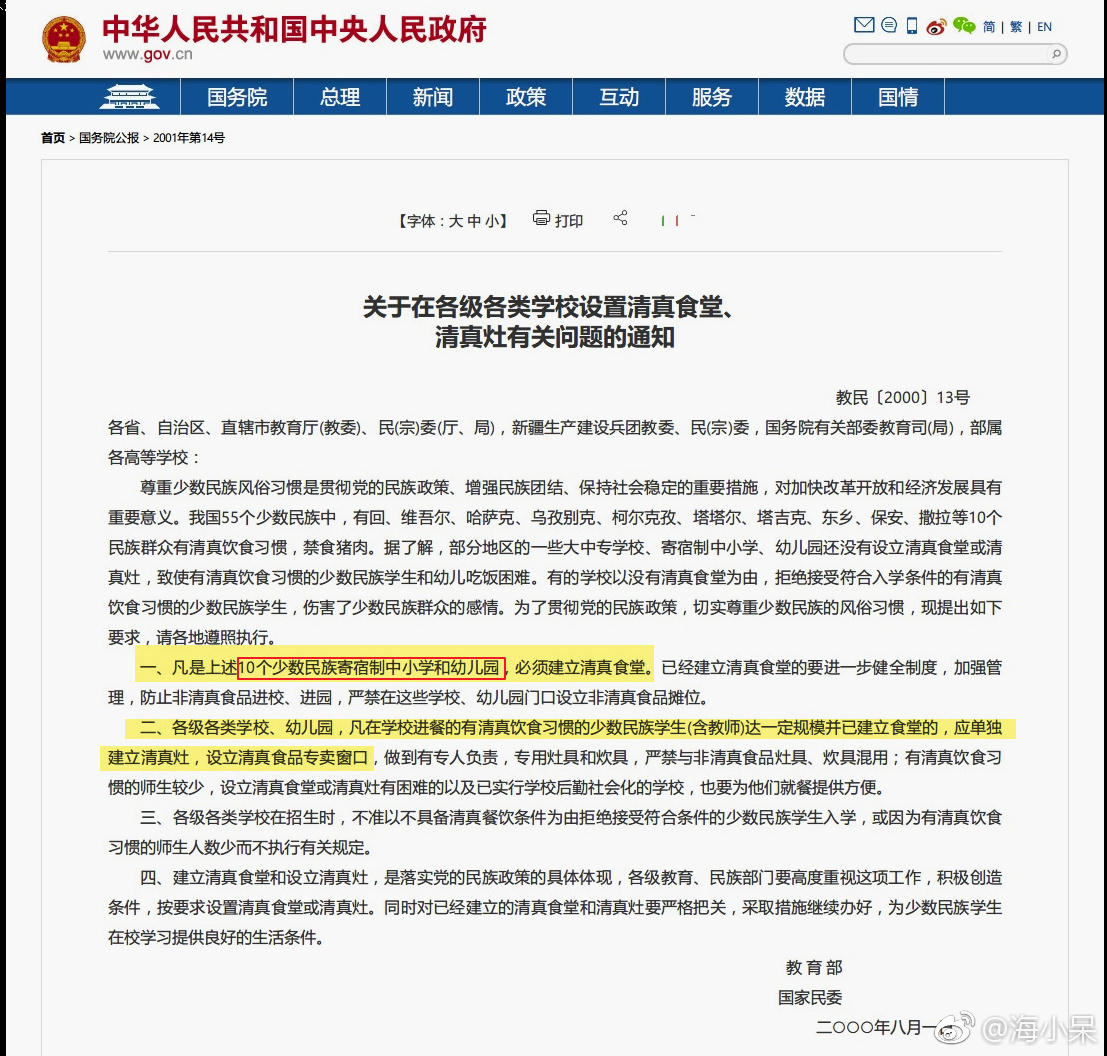 中华人民共和国中央人民政府
www.gov.cn
简 | 繁 | EN
国务院 总理 新闻 政策 互动 服务 数据 国情
首页 > 国务院公报 > 2001年第14号
【字体：大 中 小】 打印
关于在各级各类学校设置清真食堂、
清真灶有关问题的通知
教民〔2000〕13号
各省、自治区、直辖市教育厅(教委)、民(宗)委(厅、局)，新疆生产建设兵团教委、民(宗)委，国务院有关部委教育司(局)，部属
各高等学校：
尊重少数民族风俗习惯是贯彻党的民族政策、增强民族团结、保持社会稳定的重要措施，对加快改革开放和经济发展具有
重要意义。我国55个少数民族中，有回、维吾尔、哈萨克、乌孜别克、柯尔克孜、塔塔尔、塔吉克、东乡、保安、撒拉等10个
民族群众有清真饮食习惯，禁食猪肉。据了解，部分地区的一些大中专学校、寄宿制中小学、幼儿园还没有设立清真食堂或清
真灶，致使有清真饮食习惯的少数民族学生和幼儿吃饭困难。有的学校以没有清真食堂为由，拒绝接受符合入学条件的有清真
饮食习惯的少数民族学生，伤害了少数民族群众的感情。为了贯彻党的民族政策，切实尊重少数民族的风俗习惯，现提出如下
要求，请各地遵照执行。
一、凡是上述10个少数民族寄宿制中小学和幼儿园，必须建立清真食堂。已经建立清真食堂的要进一步健全制度，加强管
理，防止非清真食品进校、进园，严禁在这些学校、幼儿园门口设立非清真食品摊位。
二、各级各类学校、幼儿园，凡在学校进餐的有清真饮食习惯的少数民族学生(含教师)达一定规模并已建立食堂的，应单独
建立清真灶，设立清真食品专卖窗口，做到有专人负责，专用灶具和炊具，严禁与非清真食品灶具、炊具混用；有清真饮食习
惯的师生较少，设立清真食堂或清真灶有困难的以及已实行学校后勤社会化的学校，也要为他们就餐提供方便。
三、各级各类学校在招生时，不准以不具备清真餐饮条件为由拒绝接受符合条件的少数民族学生入学，或因为有清真饮食
习惯的师生人数少而不执行有关规定。
四、建立清真食堂和设立清真灶，是落实党的民族政策的具体体现，各级教育、民族部门要高度重视这项工作，积极创造
条件，按要求设置清真食堂或清真灶。同时对已经建立的清真食堂和清真灶要严格把关，采取措施继续办好，为少数民族学生
在校学习提供良好的生活条件。
教 育 部
国家民委
二○○○年八月一
@海小呆